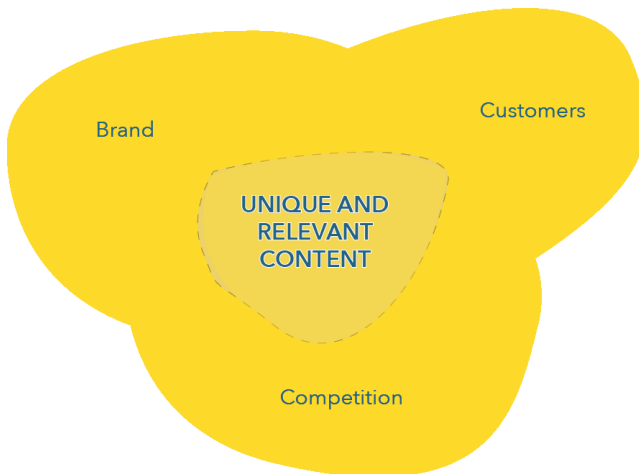 Customers
Brand
UNIQUE AND
RELEVANT
CONTENT
Competition